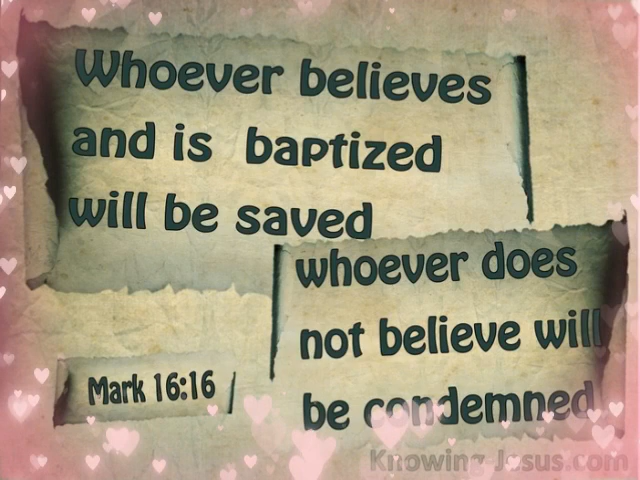 Whoever believes
and is baptized
will be saved
whoever does
not believe will
be condemned
Mark 16:16
Knowing-Jesus.com